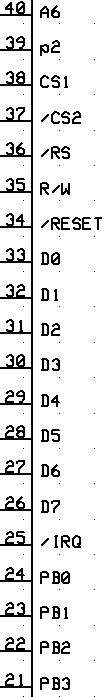 40 A6
39 p2
38 CS1
37 /CS2
36 /RS
35 R/W
34 /RESET
33 D0
32 D1
31 D2
30 D3
29 D4
28 D5
27 D6
26 D7
25 /IRQ
24 PB0
23 PB1
22 PB2
21 PB3